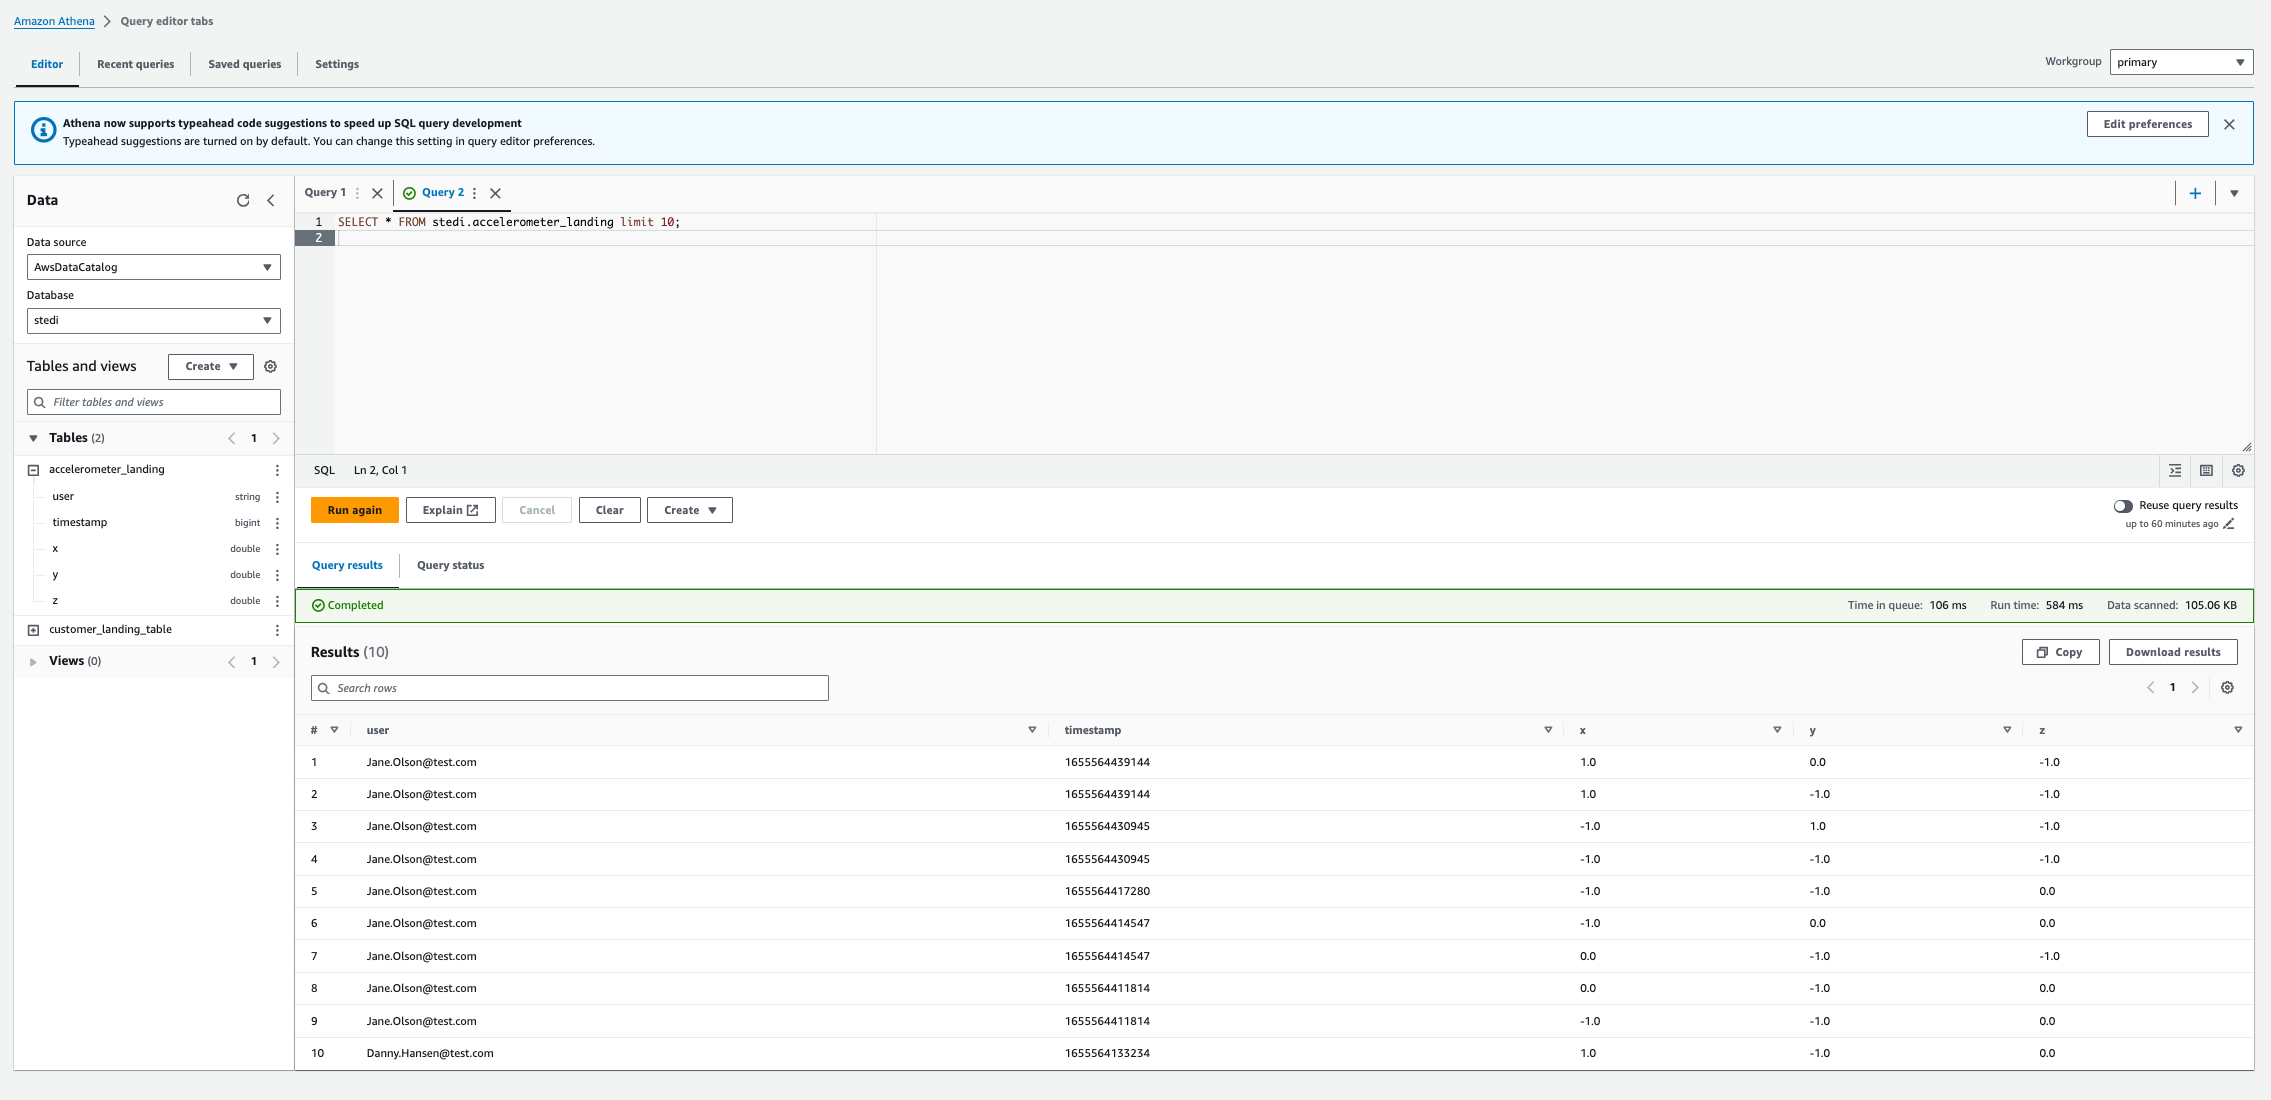 Amazon Athena > Query editor tabs
Editor Recent queries Saved queries Settings
Workgroup primary
Athena now supports typeahead code suggestions to speed up SQL query development
Typeahead suggestions are turned on by default. You can change this setting in query editor preferences.
Edit preferences
Data
Data source
AwsDataCatalog
Database
stedi
Tables and views Create
Filter tables and views
Tables (2) 1
accelerometer_landing
user string
timestamp bigint
x double
y double
z double
customer_landing_table
Views (0) 1
Query 1 Query 2
1 SELECT * FROM stedi.accelerometer_landing limit 10;
2
SQL Ln 2, Col 1
Run again Explain Cancel Clear Create
Reuse query results
up to 60 minutes ago
Query results Query status
Completed Time in queue: 106 ms Run time: 584 ms Data scanned: 105.06 KB
Results (10)
Copy Download results
Search rows
1
# user timestamp x y z
1 Jane.Olson@test.com 1655564439144 1.0 0.0 -1.0
2 Jane.Olson@test.com 1655564439144 1.0 -1.0 -1.0
3 Jane.Olson@test.com 1655564430945 -1.0 1.0 -1.0
4 Jane.Olson@test.com 1655564430945 -1.0 -1.0 -1.0
5 Jane.Olson@test.com 1655564417280 -1.0 -1.0 0.0
6 Jane.Olson@test.com 1655564414547 -1.0 0.0 0.0
7 Jane.Olson@test.com 1655564414547 0.0 -1.0 -1.0
8 Jane.Olson@test.com 1655564411814 0.0 -1.0 0.0
9 Jane.Olson@test.com 1655564411814 -1.0 -1.0 0.0
10 Danny.Hansen@test.com 1655564133234 1.0 -1.0 0.0